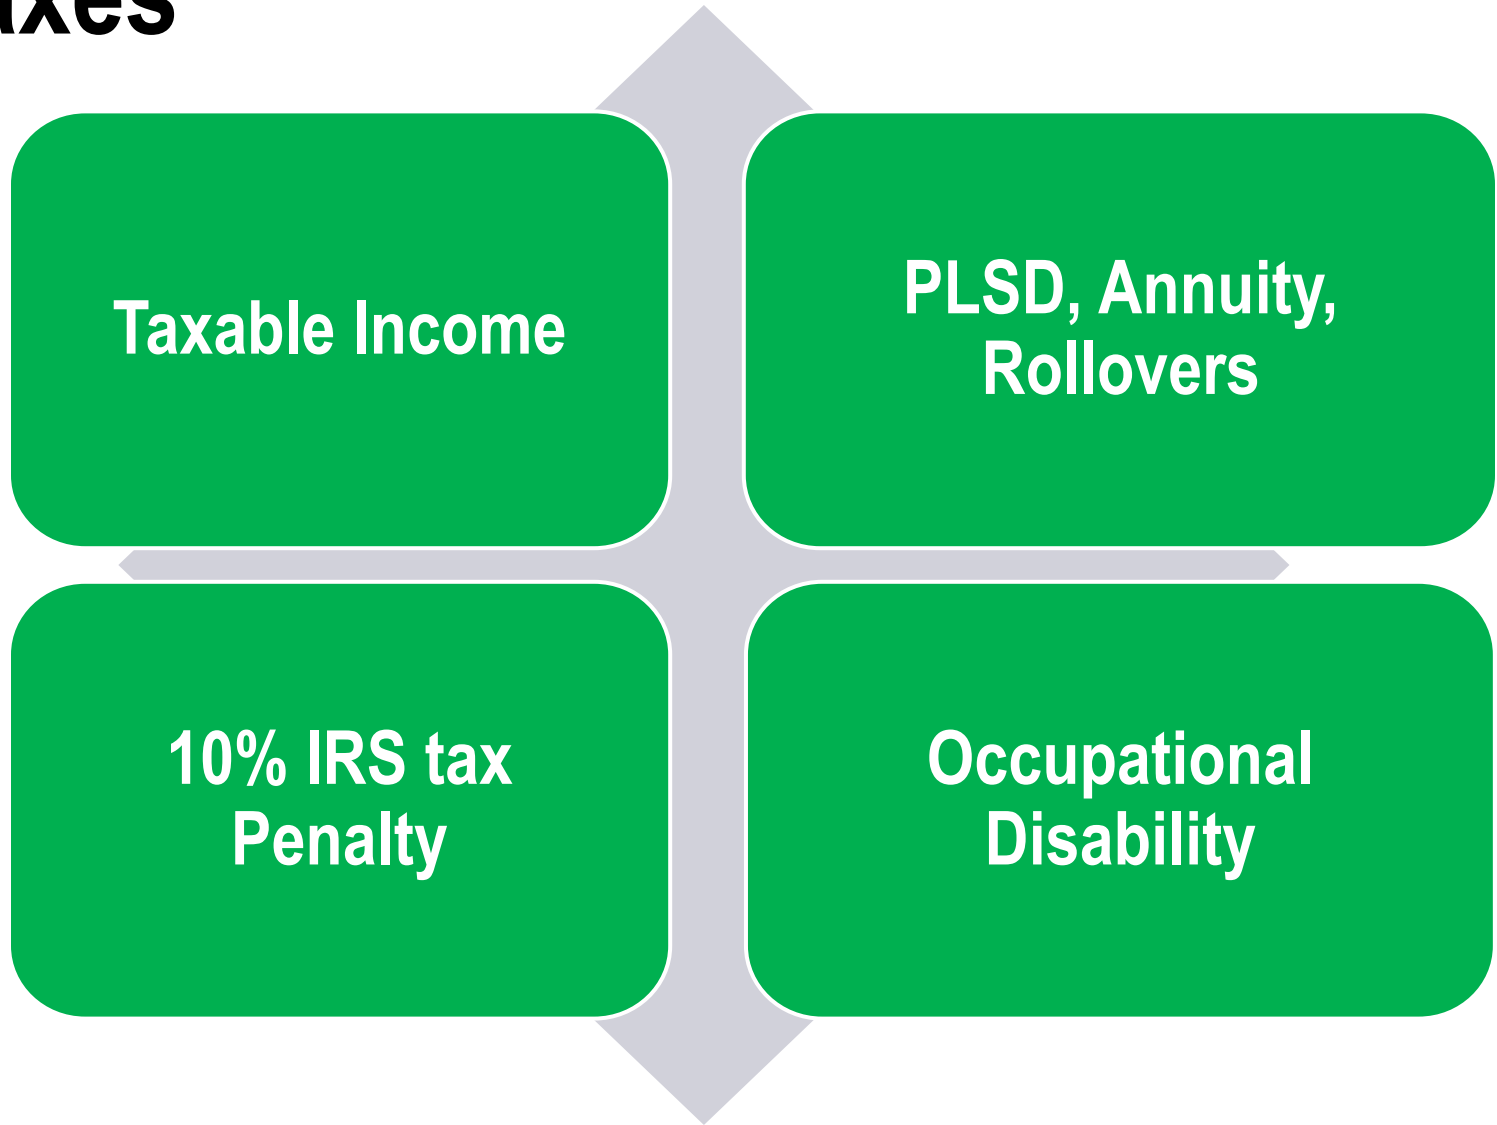 Taxable Income
PLSD, Annuity,
Rollovers
10% IRS tax
Penalty
Occupational
Disability